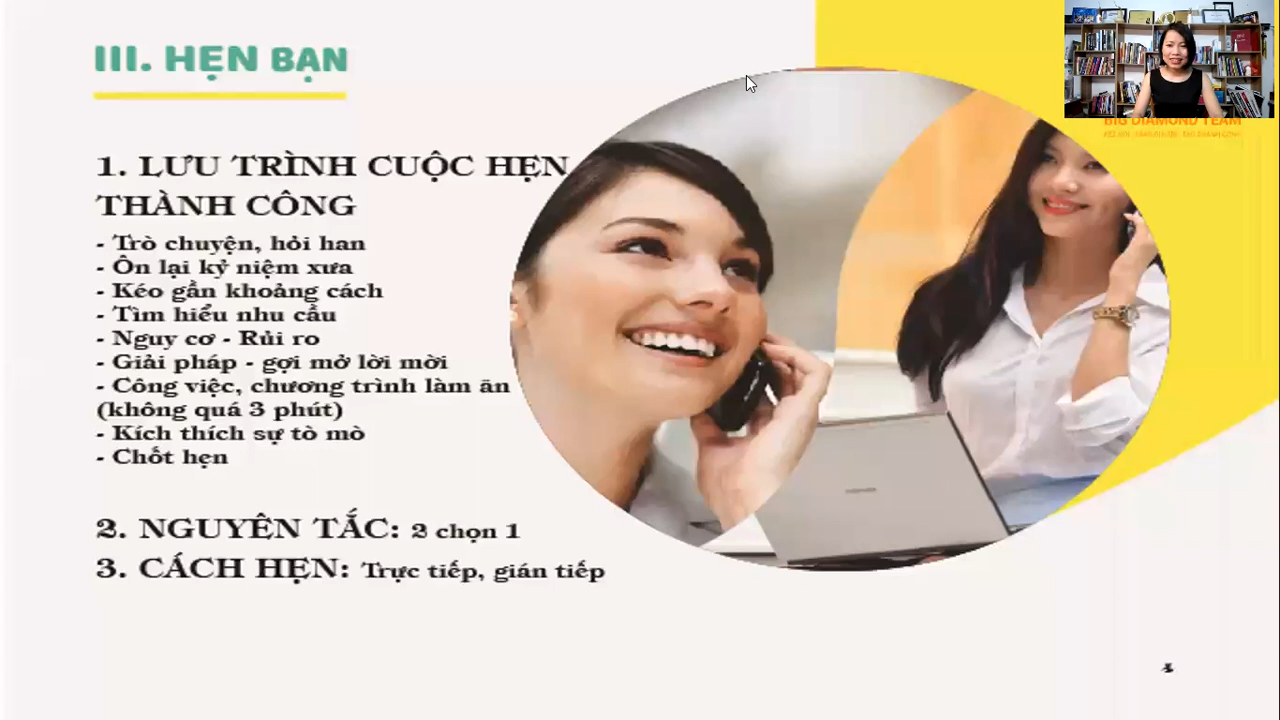 III. HẸN BẠN
BIG DIAMOND TEAM
1. LƯU TRÌNH CUỘC HẸN
THÀNH CÔNG
- Trò chuyện, hỏi han
- Ôn lại kỷ niệm xưa
- Kéo gần khoảng cách
- Tìm hiểu nhu cầu
- Nguy cơ - Rủi ro
- Giải pháp - gợi mở lời mời
- Công việc, chương trình làm ăn
(không quá 3 phút)
- Kích thích sự tò mò
- Chốt hẹn
2. NGUYÊN TẮC: 2 chọn 1
3. CÁCH HẸN: Trực tiếp, gián tiếp
4